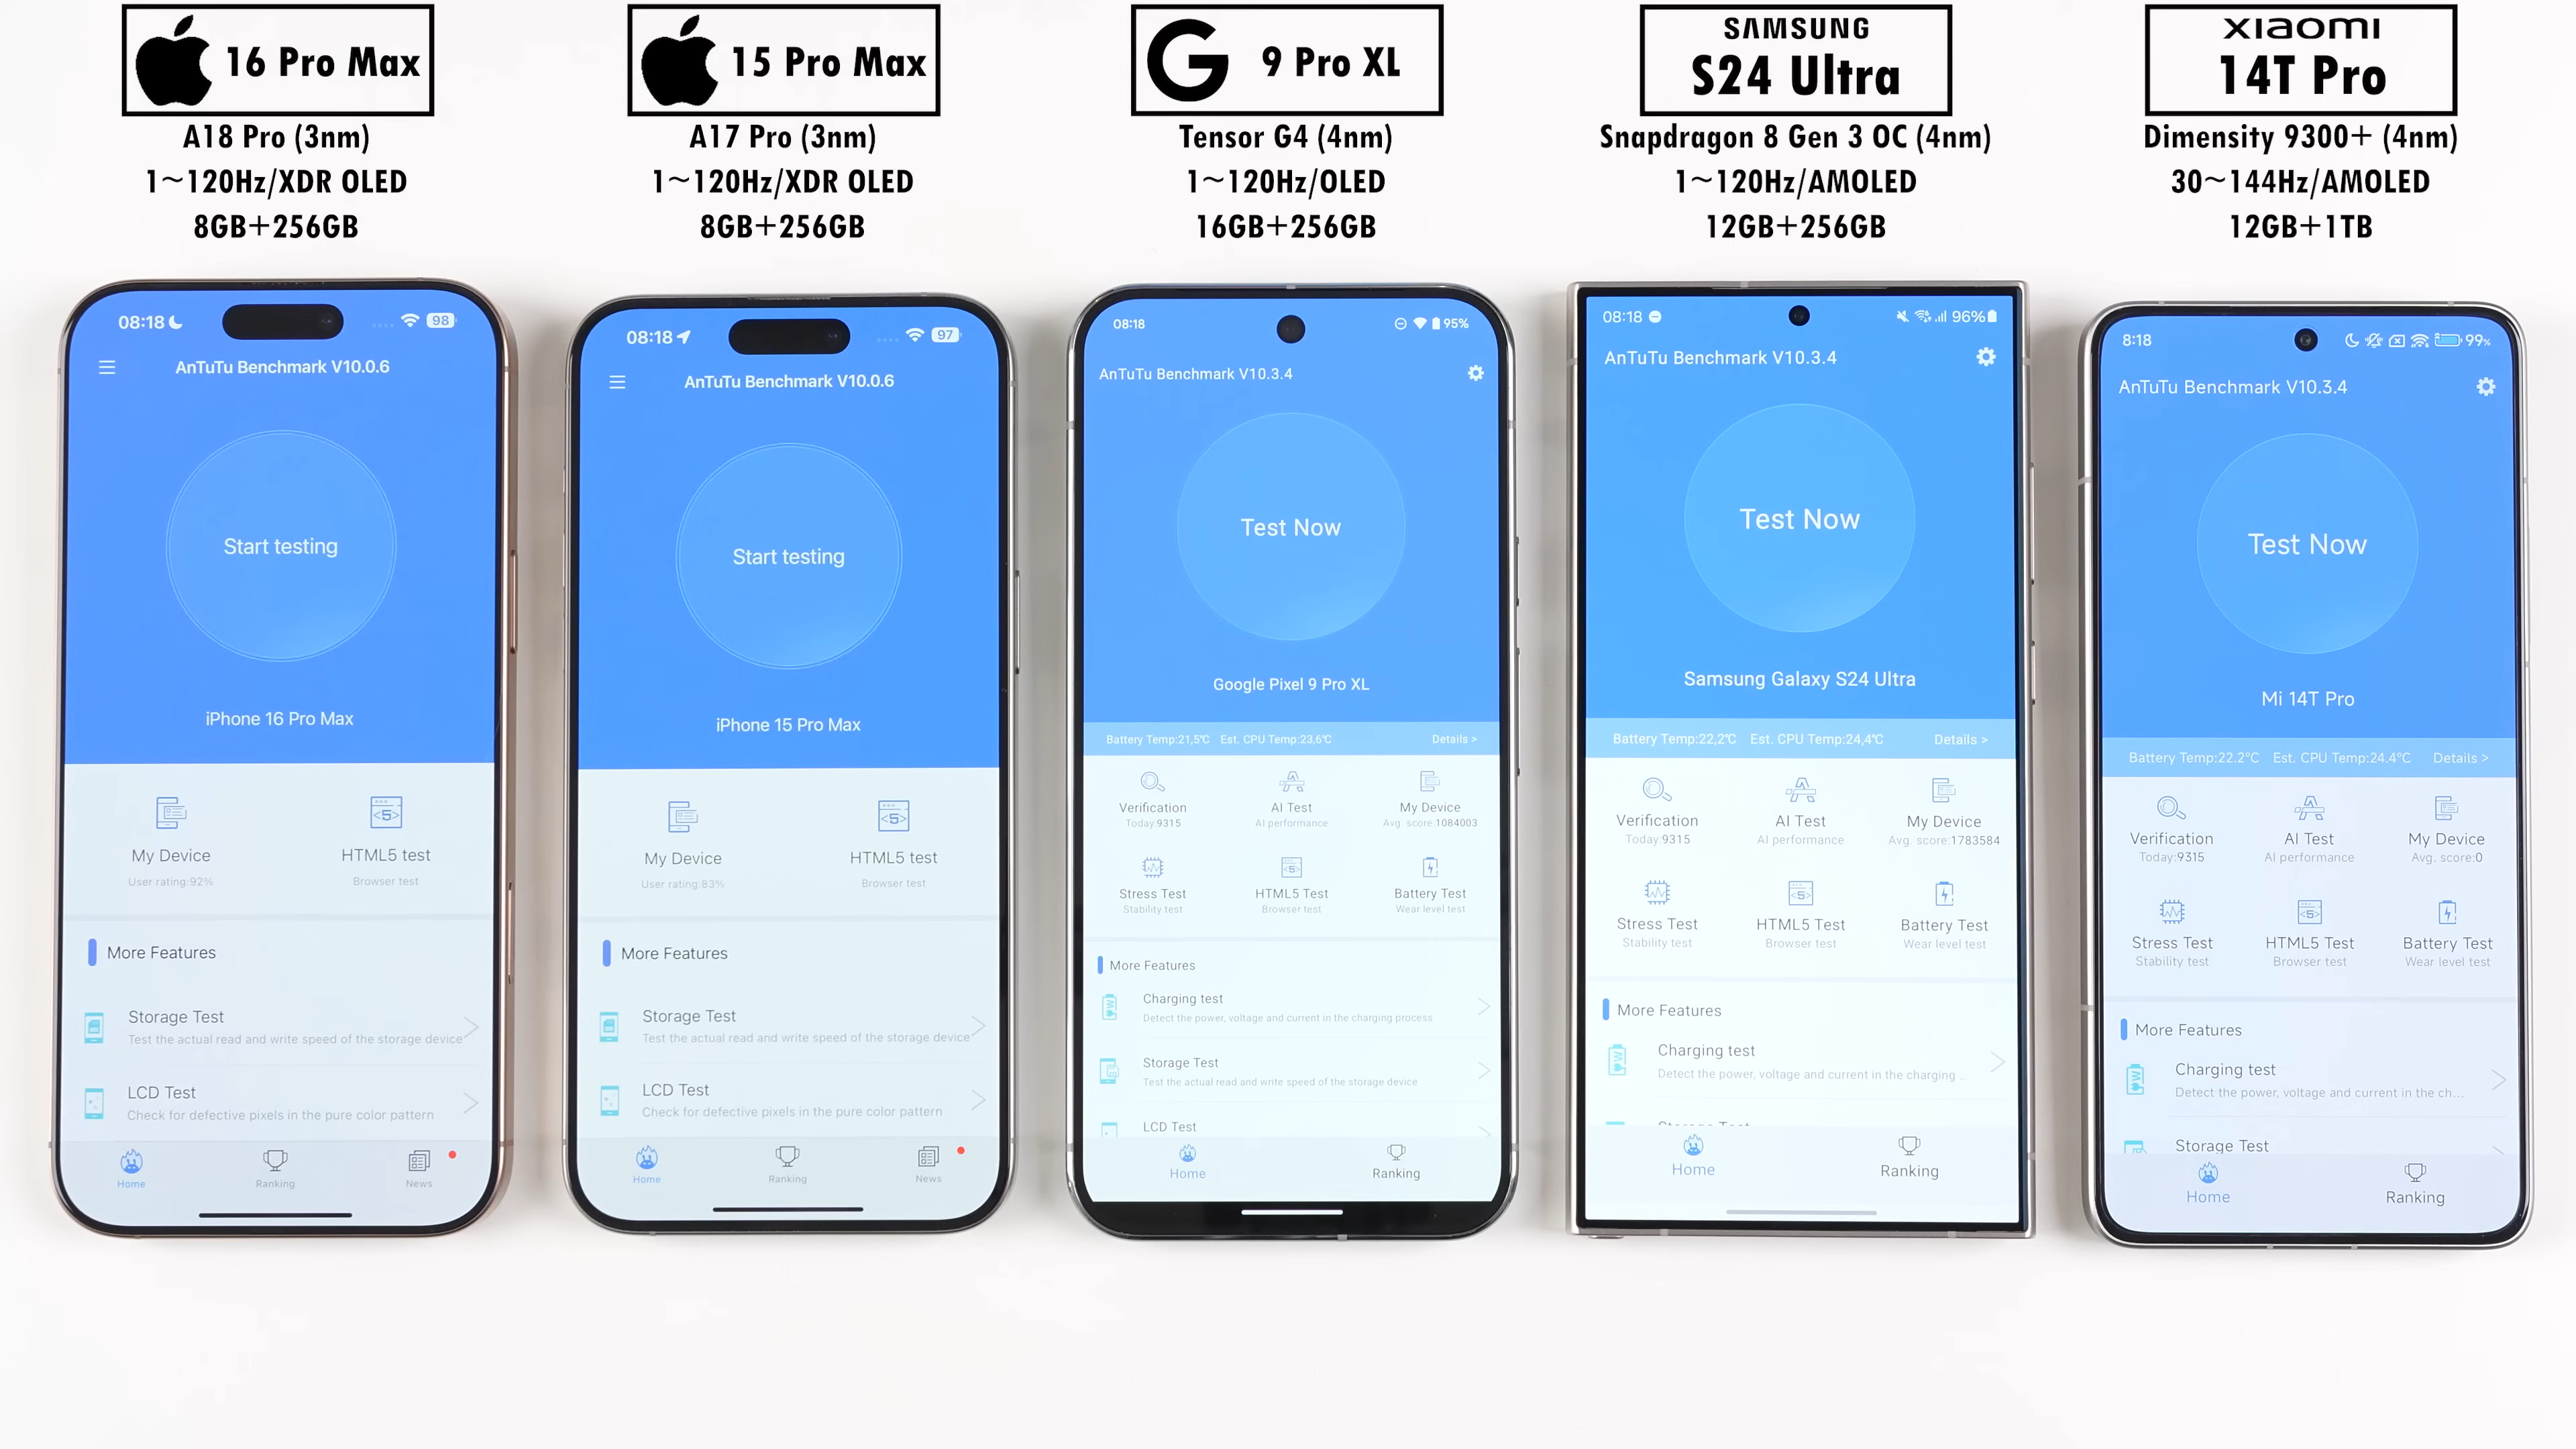 16 Pro Max
A18 Pro (3nm)
1~120Hz/XDR OLED
8GB+256GB
15 Pro Max
A17 Pro (3nm)
1~120Hz/XDR OLED
8GB+256GB
G 9 Pro XL
Tensor G4 (4nm)
1~120Hz/OLED
16GB+256GB
SAMSUNG
S24 Ultra
Snapdragon 8 Gen 3 OC (4nm)
1~120Hz/AMOLED
12GB+256GB
xiaomi
14T Pro
Dimensity 9300+ (4nm)
30~144Hz/AMOLED
12GB+1TB
08:18 98
AnTuTu Benchmark V10.0.6
Start testing
iPhone 16 Pro Max
My Device HTML5 test
User rating:92% Browser test
More Features
Storage Test
Test the actual read and write speed of the storage device
LCD Test
Check for defective pixels in the pure color pattern
Home Ranking News
08:18 97
AnTuTu Benchmark V10.0.6
Start testing
iPhone 15 Pro Max
My Device HTML5 test
User rating:83% Browser test
More Features
Storage Test
Test the actual read and write speed of the storage device
LCD Test
Check for defective pixels in the pure color pattern
Home Ranking News
08:18 95%
AnTuTu Benchmark V10.3.4
Test Now
Google Pixel 9 Pro XL
Battery Temp:21,5℃ Est. CPU Temp:23,6℃ Details >
Verification AI Test My Device
Today:9315 AI performance Avg. score:1084003
Stress Test HTML5 Test Battery Test
Stability test Browser test Wear level test
More Features
Charging test
Detect the power, voltage and current in the charging process
Storage Test
Test the actual read and write speed of the storage device
LCD Test
Home Ranking
08:18 96%
AnTuTu Benchmark V10.3.4
Test Now
Samsung Galaxy S24 Ultra
Battery Temp:22,2℃ Est. CPU Temp:24,4℃ Details >
Verification AI Test My Device
Today:9315 AI performance Avg. score:1783584
Stress Test HTML5 Test Battery Test
Stability test Browser test Wear level test
More Features
Charging test
Detect the power, voltage and current in the charging ...
Storage Test
Home Ranking
8:18 99%
AnTuTu Benchmark V10.3.4
Test Now
Mi 14T Pro
Battery Temp:22.2℃ Est. CPU Temp:24.4℃ Details >
Verification AI Test My Device
Today:9315 AI performance Avg. score:0
Stress Test HTML5 Test Battery Test
Stability test Browser test Wear level test
More Features
Charging test
Detect the power, voltage and current in the ch...
Storage Test
Home Ranking